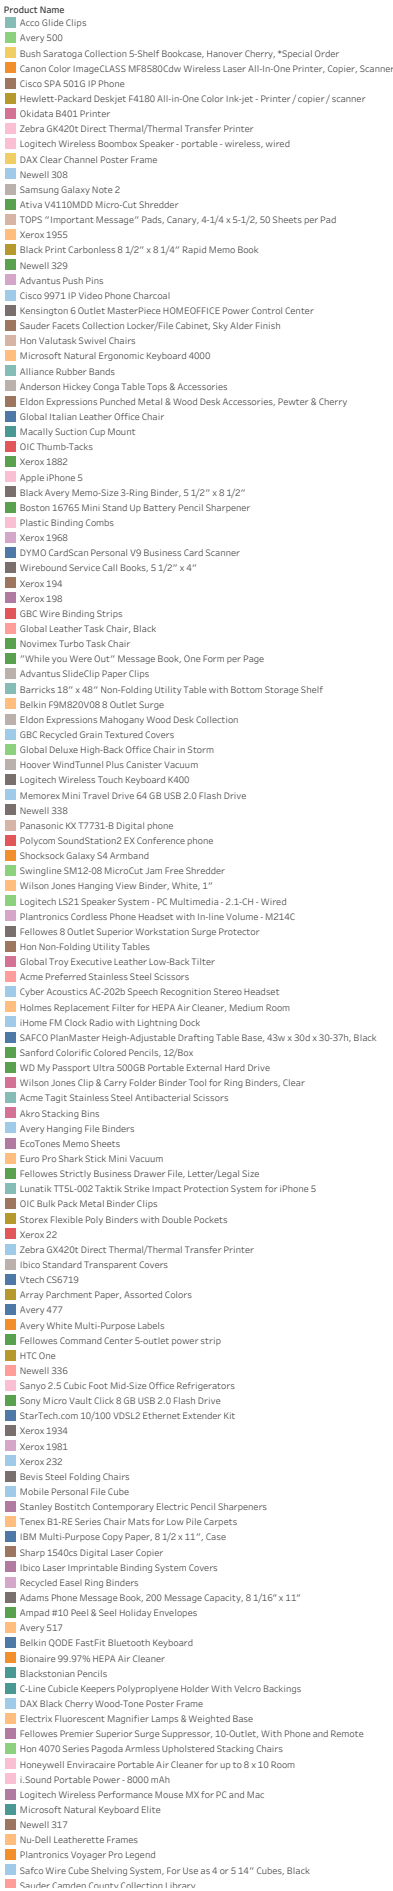 Product Name
Acco Glide Clips
Avery 500
Bush Saratoga Collection 5-Shelf Bookcase, Hanover Cherry, *Special Order
Canon Color ImageCLASS MF8580Cdw Wireless Laser All-In-One Printer, Copier, Scanner
Cisco SPA 501G IP Phone
Hewlett-Packard Deskjet F4180 All-in-One Color Ink-jet - Printer / copier / scanner
Okidata B401 Printer
Zebra GK420t Direct Thermal/Thermal Transfer Printer
Logitech Wireless Boombox Speaker - portable - wireless, wired
DAX Clear Channel Poster Frame
Newell 308
Samsung Galaxy Note 2
Ativa V4110MDD Micro-Cut Shredder
TOPS "Important Message" Pads, Canary, 4-1/4 x 5-1/2, 50 Sheets per Pad
Xerox 1955
Black Print Carbonless 8 1/2" x 8 1/4" Rapid Memo Book
Newell 329
Advantus Push Pins
Cisco 9971 IP Video Phone Charcoal
Kensington 6 Outlet MasterPiece HOMEOFFICE Power Control Center
Sauder Facets Collection Locker/File Cabinet, Sky Alder Finish
Hon Valutask Swivel Chairs
Microsoft Natural Ergonomic Keyboard 4000
Alliance Rubber Bands
Anderson Hickey Conga Table Tops & Accessories
Eldon Expressions Punched Metal & Wood Desk Accessories, Pewter & Cherry
Global Italian Leather Office Chair
Macally Suction Cup Mount
OIC Thumb-Tacks
Xerox 1882
Apple iPhone 5
Black Avery Memo-Size 3-Ring Binder, 5 1/2" x 8 1/2"
Boston 16765 Mini Stand Up Battery Pencil Sharpener
Plastic Binding Combs
Xerox 1968
DYMO CardScan Personal V9 Business Card Scanner
Wirebound Service Call Books, 5 1/2" x 4"
Xerox 194
Xerox 198
GBC Wire Binding Strips
Global Leather Task Chair, Black
Novimex Turbo Task Chair
"While you Were Out" Message Book, One Form per Page
Advantus SlideClip Paper Clips
Barricks 18" x 48" Non-Folding Utility Table with Bottom Storage Shelf
Belkin F9M820V08 8 Outlet Surge
Eldon Expressions Mahogany Wood Desk Collection
GBC Recycled Grain Textured Covers
Global Deluxe High-Back Office Chair in Storm
Hoover WindTunnel Plus Canister Vacuum
Logitech Wireless Touch Keyboard K400
Memorex Mini Travel Drive 64 GB USB 2.0 Flash Drive
Newell 338
Panasonic KX T7731-B Digital phone
Polycom SoundStation2 EX Conference phone
Shocksock Galaxy S4 Armband
Swingline SM12-08 MicroCut Jam Free Shredder
Wilson Jones Hanging View Binder, White, 1"
Logitech LS21 Speaker System - PC Multimedia - 2.1-CH - Wired
Plantronics Cordless Phone Headset with In-line Volume - M214C
Fellowes 8 Outlet Superior Workstation Surge Protector
Hon Non-Folding Utility Tables
Global Troy Executive Leather Low-Back Tilter
Acme Preferred Stainless Steel Scissors
Cyber Acoustics AC-202b Speech Recognition Stereo Headset
Holmes Replacement Filter for HEPA Air Cleaner, Medium Room
iHome FM Clock Radio with Lightning Dock
SAFCO PlanMaster Heigh-Adjustable Drafting Table Base, 43w x 30d x 30-37h, Black
Sanford Colorific Colored Pencils, 12/Box
WD My Passport Ultra 500GB Portable External Hard Drive
Wilson Jones Clip & Carry Folder Binder Tool for Ring Binders, Clear
Acme Tagit Stainless Steel Antibacterial Scissors
Akro Stacking Bins
Avery Hanging File Binders
EcoTones Memo Sheets
Euro Pro Shark Stick Mini Vacuum
Fellowes Strictly Business Drawer File, Letter/Legal Size
Lunatik TT5L-002 Taktik Strike Impact Protection System for iPhone 5
OIC Bulk Pack Metal Binder Clips
Storex Flexible Poly Binders with Double Pockets
Xerox 22
Zebra GX420t Direct Thermal/Thermal Transfer Printer
Ibico Standard Transparent Covers
Vtech CS6719
Array Parchment Paper, Assorted Colors
Avery 477
Avery White Multi-Purpose Labels
Fellowes Command Center 5-outlet power strip
HTC One
Newell 336
Sanyo 2.5 Cubic Foot Mid-Size Office Refrigerators
Sony Micro Vault Click 8 GB USB 2.0 Flash Drive
StarTech.com 10/100 VDSL2 Ethernet Extender Kit
Xerox 1934
Xerox 1981
Xerox 232
Bevis Steel Folding Chairs
Mobile Personal File Cube
Stanley Bostitch Contemporary Electric Pencil Sharpeners
Tenex B1-RE Series Chair Mats for Low Pile Carpets
IBM Multi-Purpose Copy Paper, 8 1/2 x 11", Case
Sharp 1540cs Digital Laser Copier
Ibico Laser Imprintable Binding System Covers
Recycled Easel Ring Binders
Adams Phone Message Book, 200 Message Capacity, 8 1/16" x 11"
Ampad #10 Peel & Seel Holiday Envelopes
Avery 517
Belkin QODE FastFit Bluetooth Keyboard
Bionaire 99.97% HEPA Air Cleaner
Blackstonian Pencils
C-Line Cubicle Keepers Polyproplyene Holder With Velcro Backings
DAX Black Cherry Wood-Tone Poster Frame
Electrix Fluorescent Magnifier Lamps & Weighted Base
Fellowes Premier Superior Surge Suppressor, 10-Outlet, With Phone and Remote
Hon 4070 Series Pagoda Armless Upholstered Stacking Chairs
Honeywell Enviracaire Portable Air Cleaner for up to 8 x 10 Room
i.Sound Portable Power - 8000 mAh
Logitech Wireless Performance Mouse MX for PC and Mac
Microsoft Natural Keyboard Elite
Newell 317
Nu-Dell Leatherette Frames
Plantronics Voyager Pro Legend
Safco Wire Cube Shelving System, For Use as 4 or 5 14" Cubes, Black
Sauder Camden County Collection Library